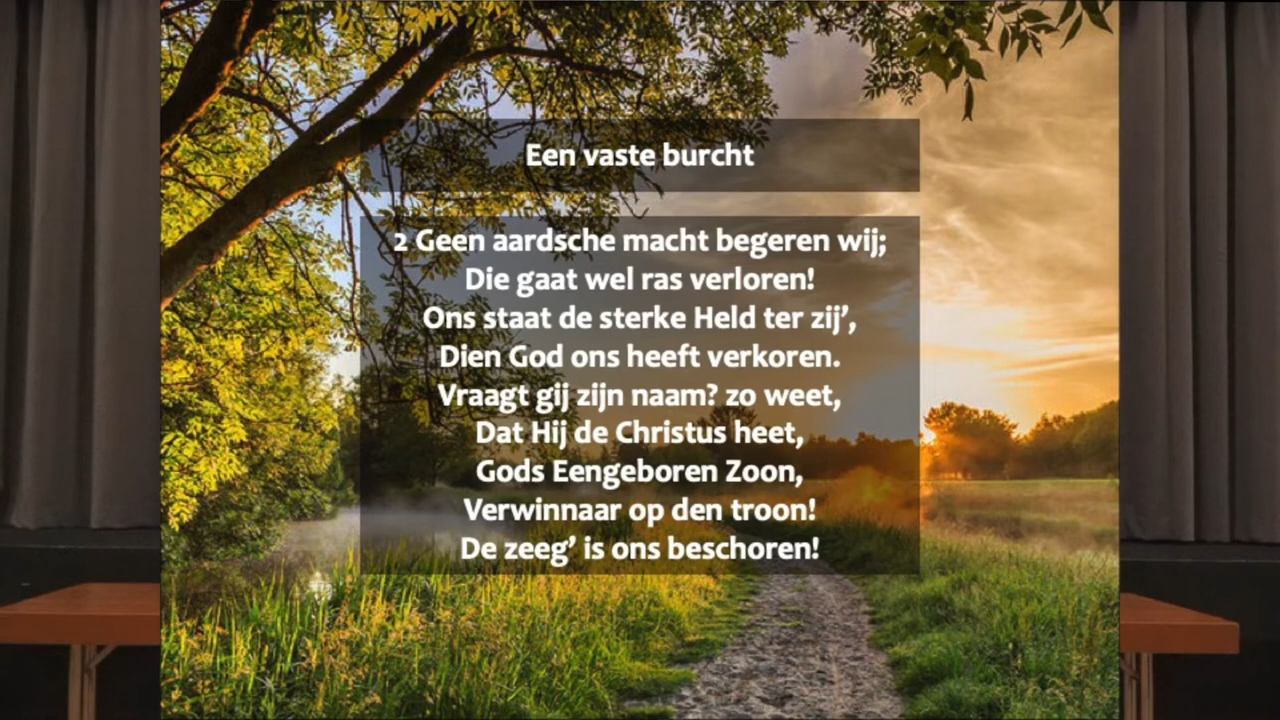 Een vaste burcht
2 Geen aardsche macht begeren wij;
Die gaat wel ras verloren!
Ons staat de sterke Held ter zij’,
Dien God ons heeft verkoren.
Vraagt gij zijn naam? zo weet,
Dat Hij de Christus heet,
Gods Eengeboren Zoon,
Verwinnaar op den troon!
De zeeg’ is ons beschoren!